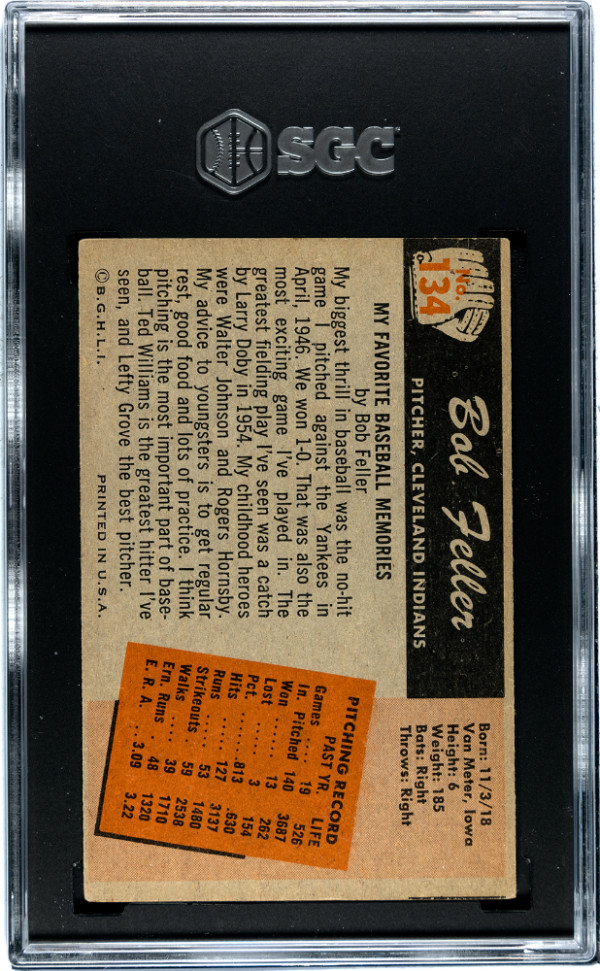 SGC
No.
134
Bob Feller
PITCHER, CLEVELAND INDIANS
Born: 11/3/18
Van Meter, Iowa
Height: 6
Weight: 185
Bats: Right
Throws: Right
MY FAVORITE BASEBALL MEMORIES
by Bob Feller
My biggest thrill in baseball was the no-hit
game I pitched against the Yankees in
April, 1946. We won 1-0. That was also the
most exciting game I've played in. The
greatest fielding play I've seen was a catch
by Larry Doby in 1954. My childhood heroes
were Walter Johnson and Rogers Hornsby.
My advice to youngsters is to get regular
rest, good food and lots of practice. I think
pitching is the most important part of base-
ball. Ted Williams is the greatest hitter I've
seen, and Lefty Grove the best pitcher.
© B.G.H.L.I. PRINTED IN U.S.A.
PITCHING RECORD
PAST YR. LIFE
Games .... 19 526
In. Pitched 140 3687
Won ..... 13 262
Lost ...... 3 154
Pct. ..... .813 .630
Hits ..... 127 3137
Runs ..... 53 1480
Strikeouts .. 59 2538
Walks ..... 39 1710
Ern. Runs . 48 1320
E. R. A. . 3.09 3.22